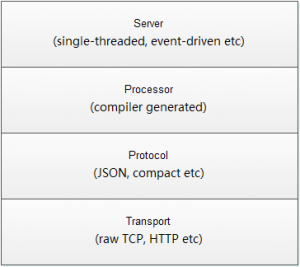 Server
(single-threaded, event-driven etc)
Processor
(compiler generated)
Protocol
(JSON, compact etc)
Transport
(raw TCP, HTTP etc)